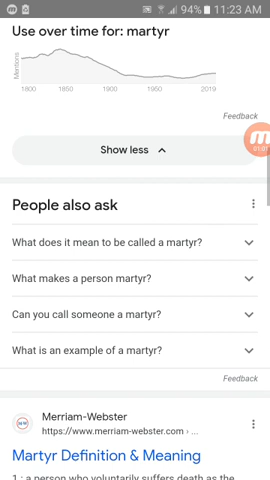 94% 11:23 AM
Use over time for: martyr
Mentions
1800 1850 1900 1950 2019
Feedback
Show less
People also ask
What does it mean to be called a martyr?
What makes a person martyr?
Can you call someone a martyr?
What is an example of a martyr?
Feedback
Merriam-Webster
https://www.merriam-webster.com › ...
Martyr Definition & Meaning
1 : a person who voluntarily suffers death as the